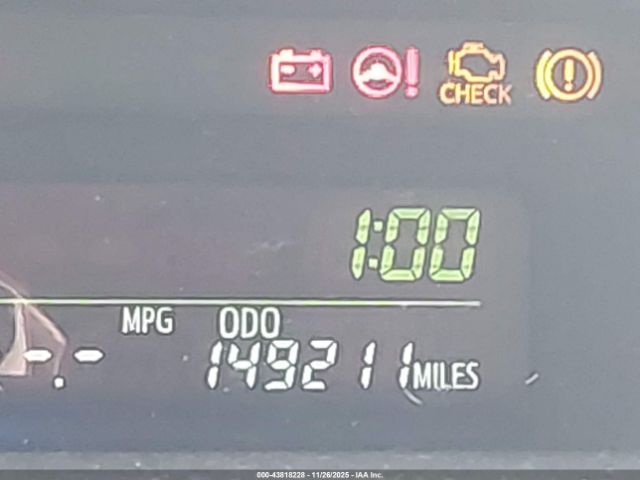 CHECK
1:00
MPG ODO
-.- 149211 MILES
000-43818228 - 11/26/2025 - IAA Inc.